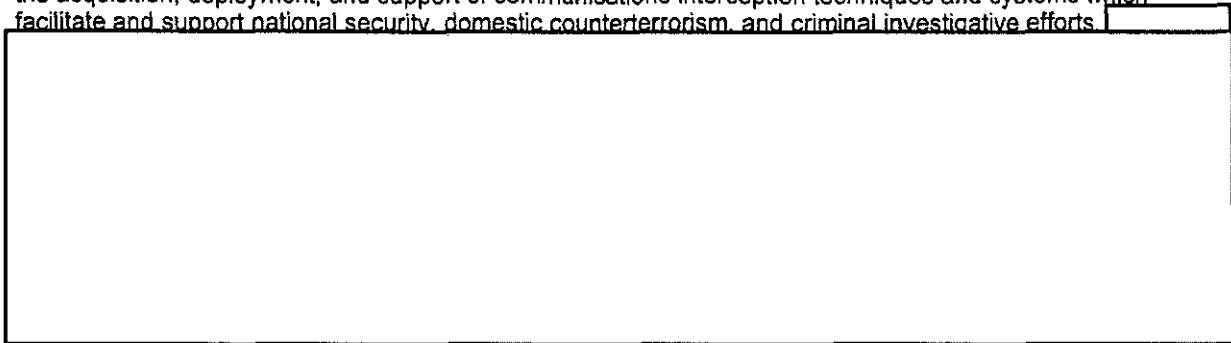 the acquisition, deployment, and support of communications interception techniques and systems which
facilitate and support national security, domestic counterterrorism, and criminal investigative efforts.